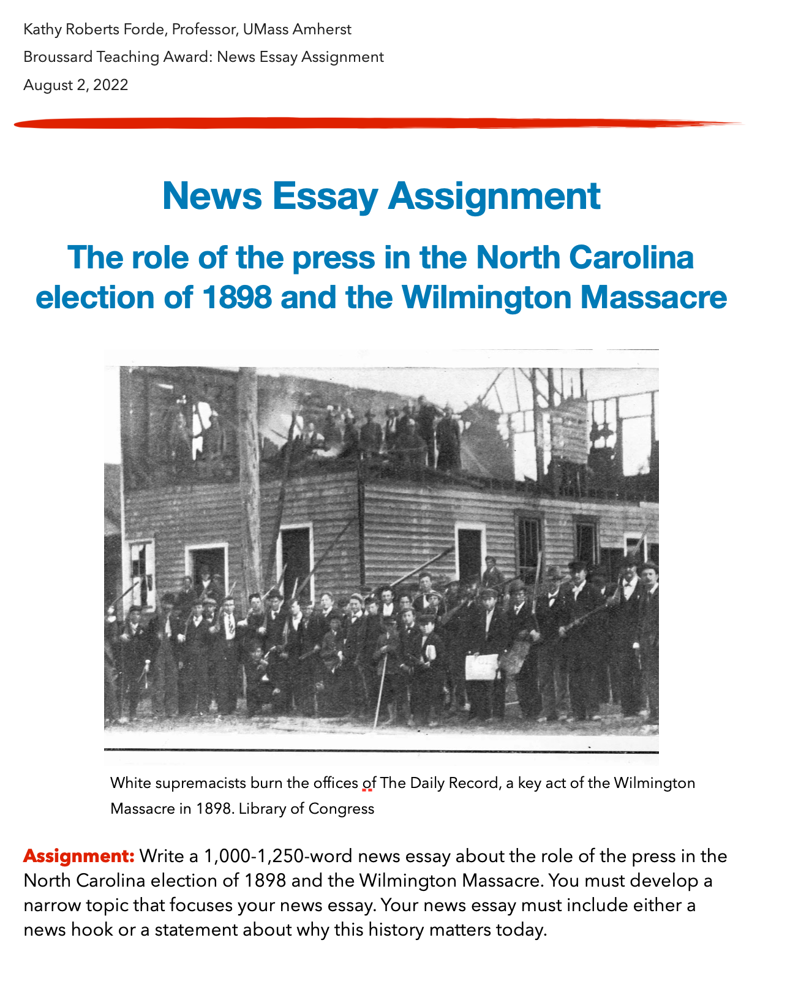 Kathy Roberts Forde, Professor, UMass Amherst
Broussard Teaching Award: News Essay Assignment
August 2, 2022
News Essay Assignment
The role of the press in the North Carolina
election of 1898 and the Wilmington Massacre
White supremacists burn the offices of The Daily Record, a key act of the Wilmington
Massacre in 1898. Library of Congress
Assignment: Write a 1,000-1,250-word news essay about the role of the press in the
North Carolina election of 1898 and the Wilmington Massacre. You must develop a
narrow topic that focuses your news essay. Your news essay must include either a
news hook or a statement about why this history matters today.